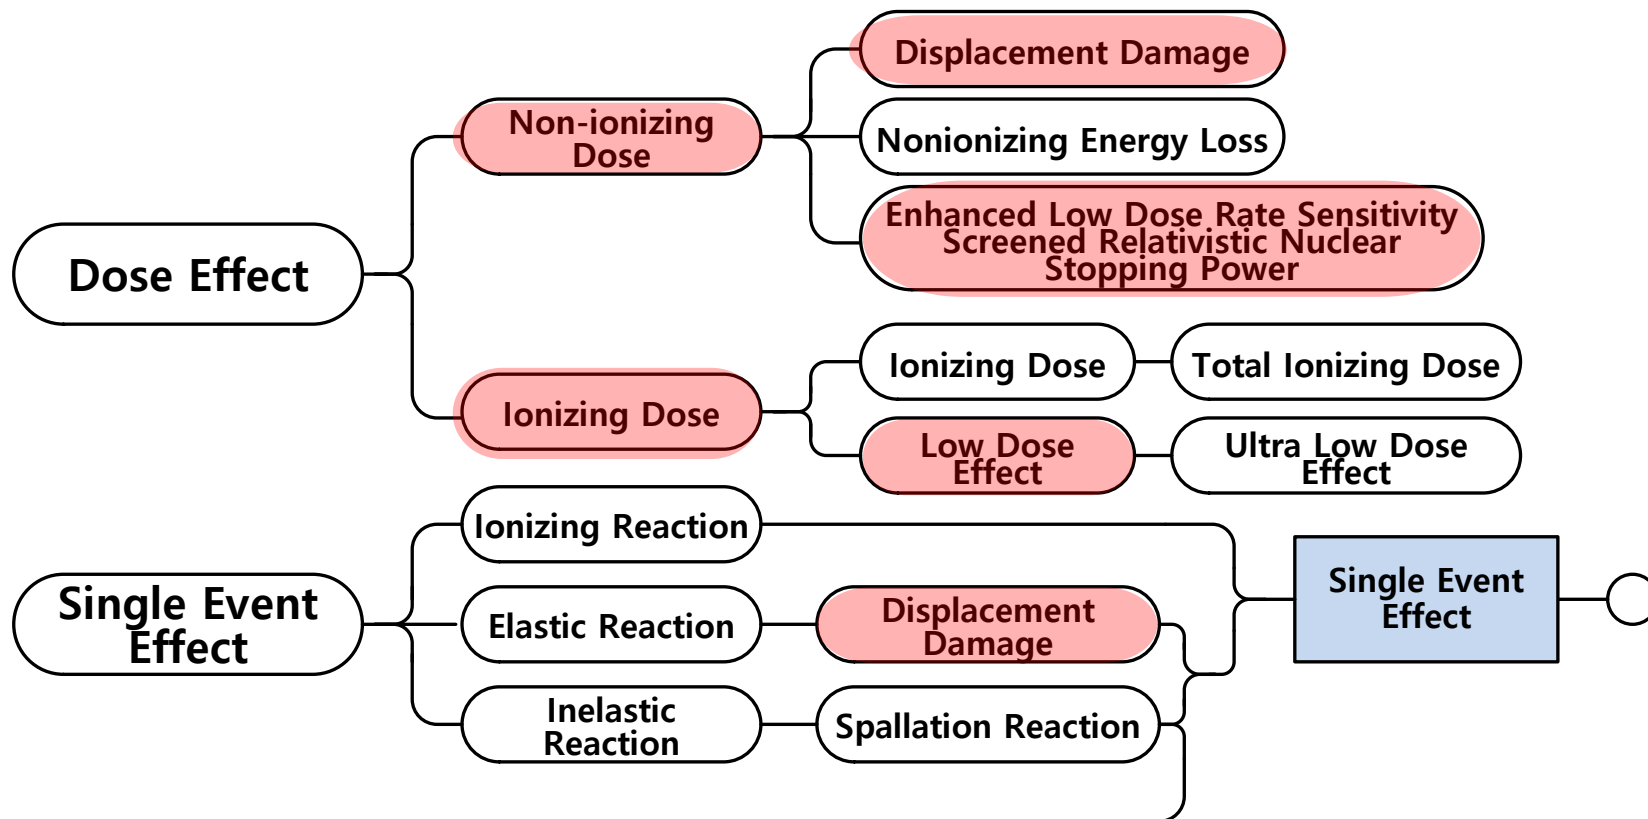 Displacement Damage
Non-ionizing
Dose
Nonionizing Energy Loss
Enhanced Low Dose Rate Sensitivity
Screened Relativistic Nuclear
Stopping Power
Dose Effect
Ionizing Dose
Ionizing Dose
Total Ionizing Dose
Low Dose
Effect
Ultra Low Dose
Effect
Single Event
Effect
Ionizing Reaction
Elastic Reaction
Displacement
Damage
Inelastic
Reaction
Spallation Reaction
Single Event
Effect